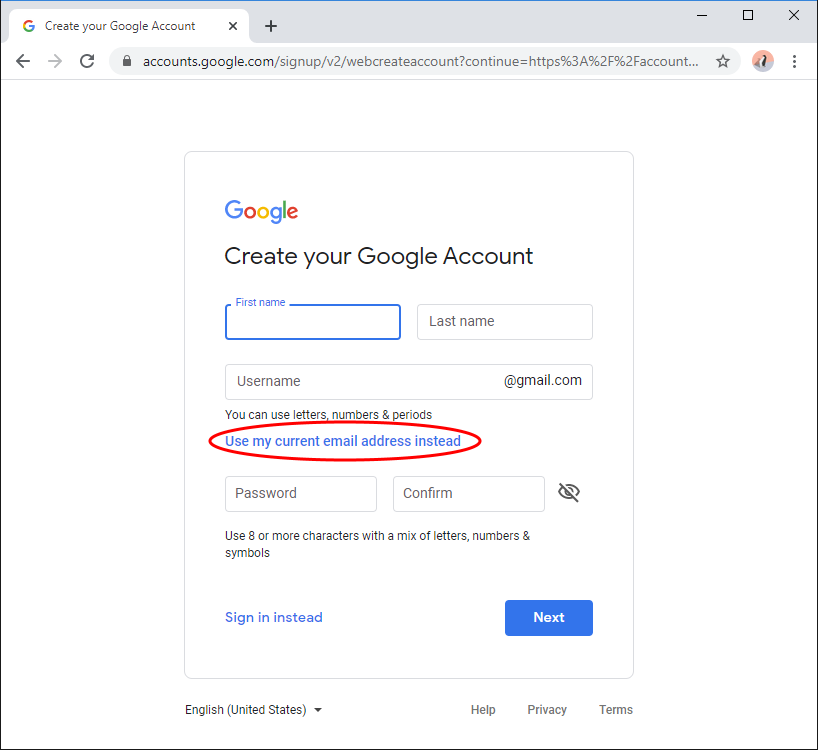 Create your Google Account
accounts.google.com/signup/v2/webcreateaccount?continue=https%3A%2F%2Faccount...
Google
Create your Google Account
First name
Last name
Username @gmail.com
You can use letters, numbers & periods
Use my current email address instead
Password Confirm
Use 8 or more characters with a mix of letters, numbers &
symbols
Sign in instead Next
English (United States) Help Privacy Terms